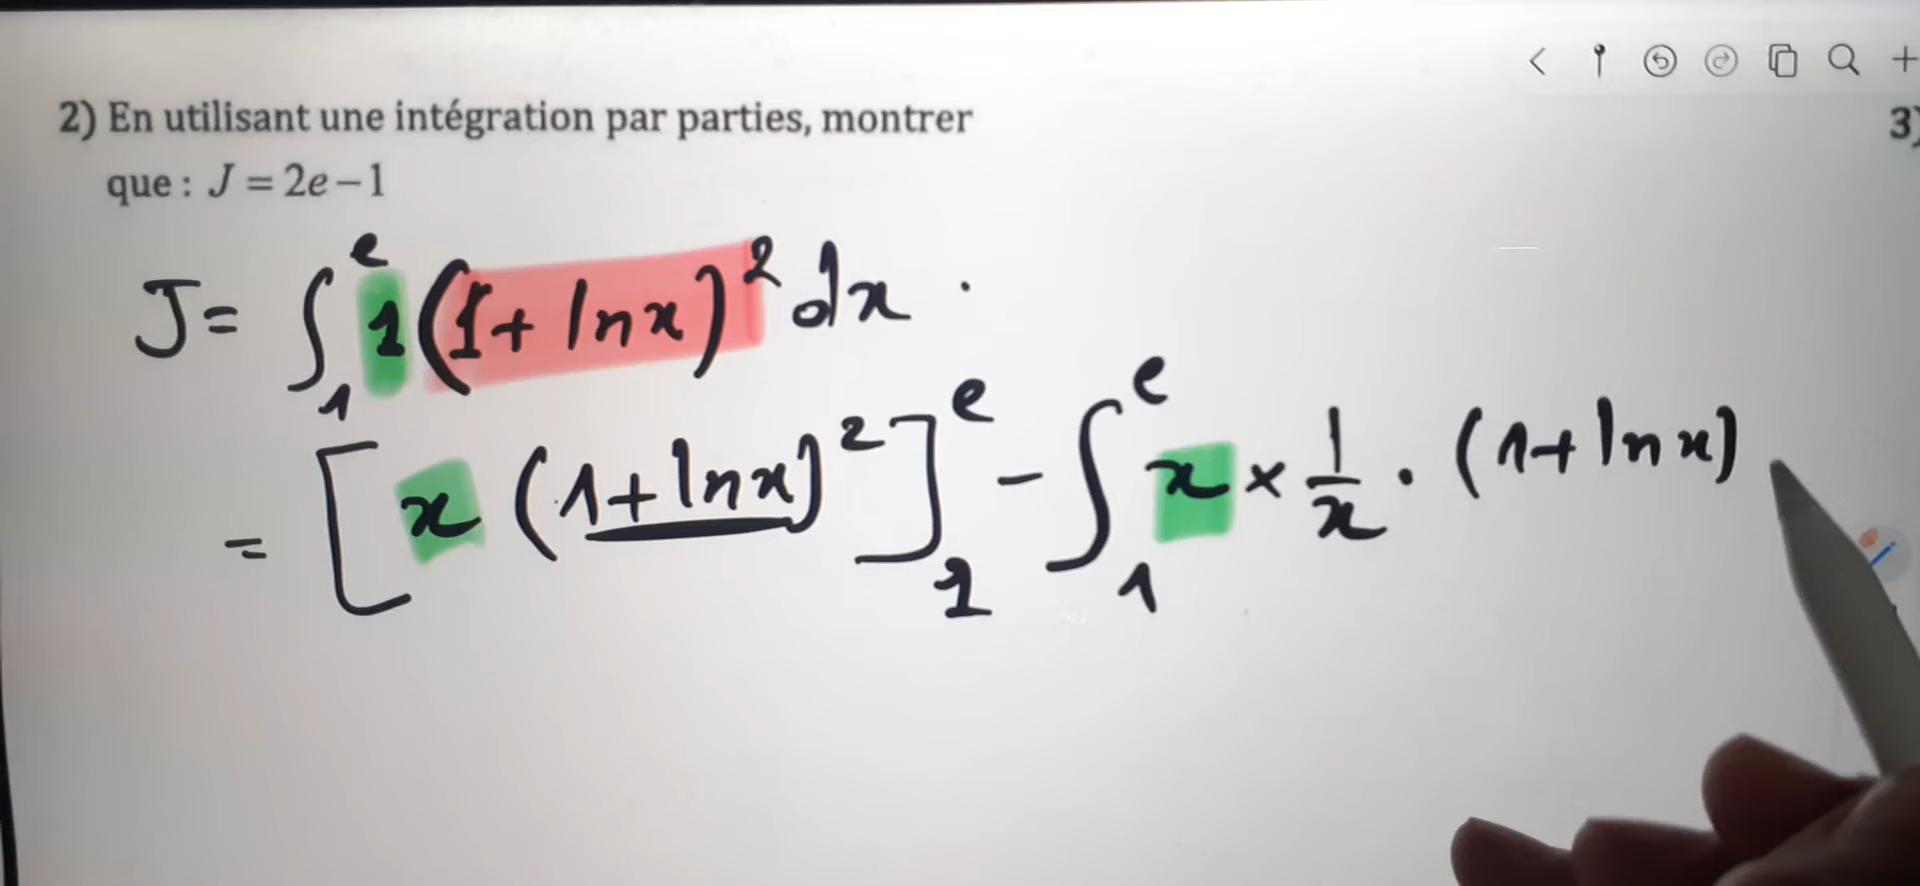 2) En utilisant une intégration par parties, montrer
que : J = 2e − 1
3)
J = ∫₁ᵉ 1 (1 + ln x)² dx .
= [ x (1 + ln x)² ]₁ᵉ − ∫₁ᵉ x × 1/x · (1 + ln x)